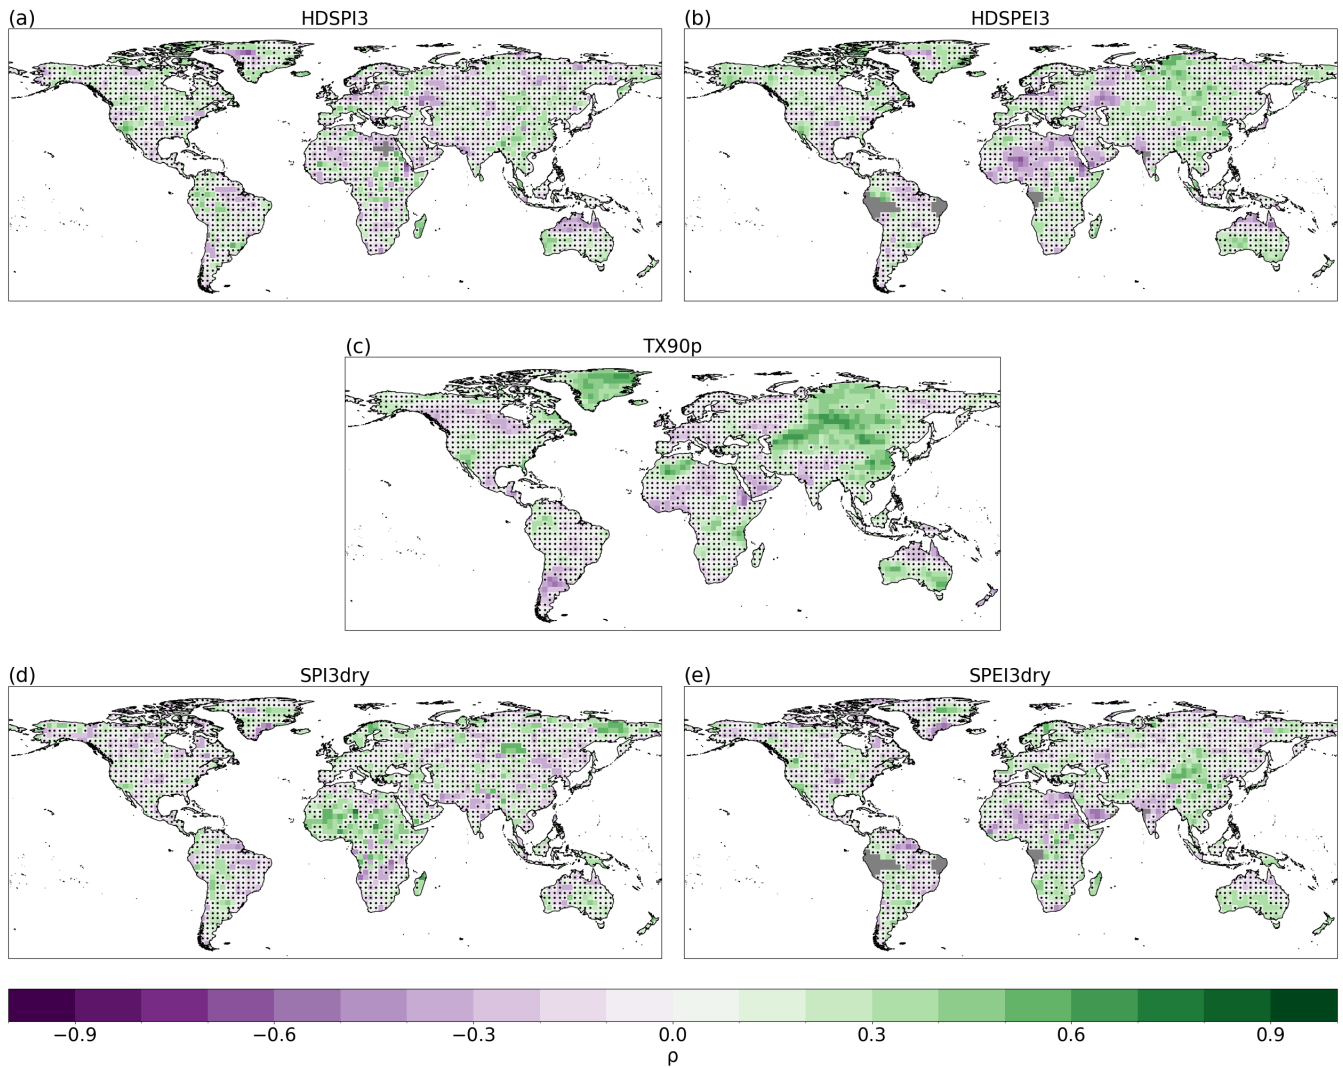 (a) HDSPI3
(b) HDSPEI3
(c) TX90p
(d) SPI3dry
(e) SPEI3dry
−0.9 −0.6 −0.3 0.0 0.3 0.6 0.9
ρ